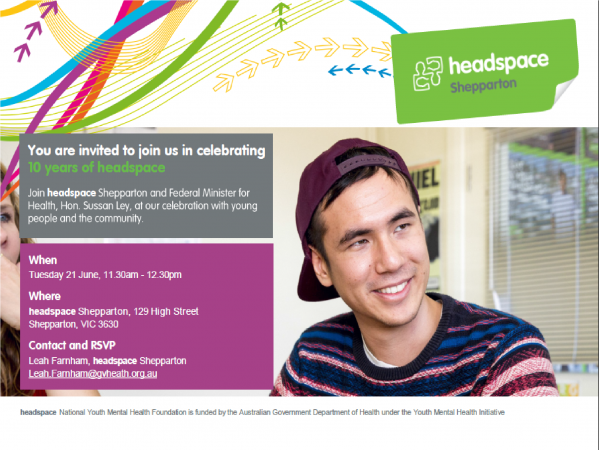 headspace
Shepparton
You are invited to join us in celebrating
10 years of headspace
Join headspace Shepparton and Federal Minister for
Health, Hon. Sussan Ley, at our celebration with young
people and the community.
When
Tuesday 21 June, 11.30am - 12.30pm
Where
headspace Shepparton, 129 High Street
Shepparton, VIC 3630
Contact and RSVP
Leah Farnham, headspace Shepparton
Leah.Farnham@gvheath.org.au
headspace National Youth Mental Health Foundation is funded by the Australian Government Department of Health under the Youth Mental Health Initiative